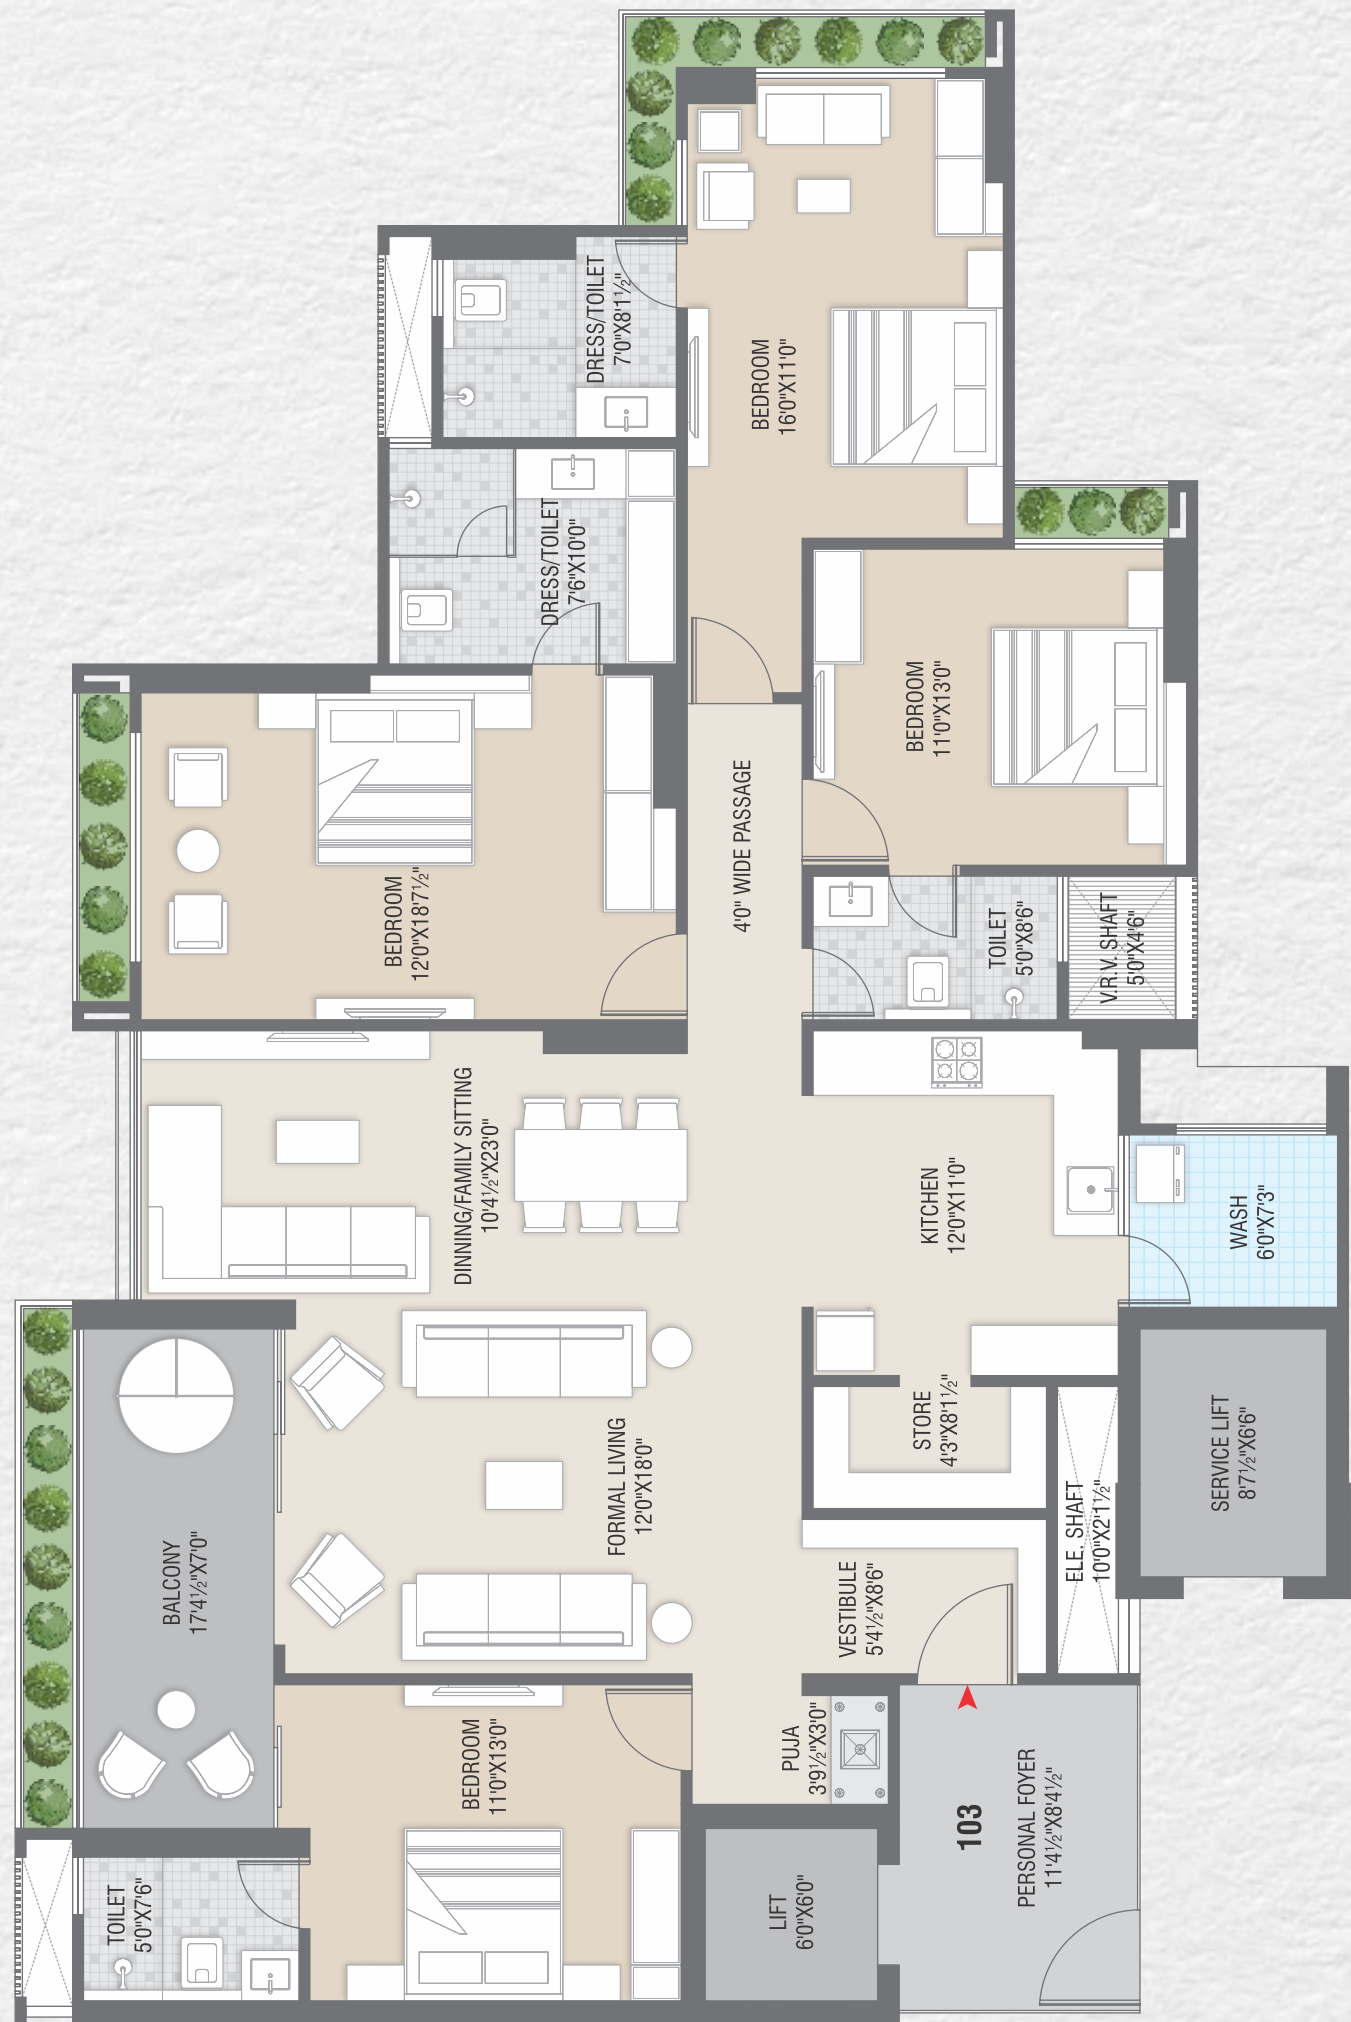 DRESS/TOILET
7'0"X8'1½"
BEDROOM
16'0"X11'0"
DRESS/TOILET
7'6"X10'0"
BEDROOM
11'0"X13'0"
BEDROOM
12'0"X18'7½"
4'0" WIDE PASSAGE
TOILET
5'0"X8'6"
V.R.V. SHAFT
5'0"X4'6"
DINNING/FAMILY SITTING
10'4½"X23'0"
KITCHEN
12'0"X11'0"
WASH
6'0"X7'3"
FORMAL LIVING
12'0"X18'0"
STORE
4'3"X8'1½"
SERVICE LIFT
8'7½"X6'6"
ELE. SHAFT
10'0"X2'1½"
BALCONY
17'4½"X7'0"
VESTIBULE
5'4½"X8'6"
BEDROOM
11'0"X13'0"
PUJA
3'9½"X3'0"
103
PERSONAL FOYER
11'4½"X8'4½"
TOILET
5'0"X7'6"
LIFT
6'0"X6'0"